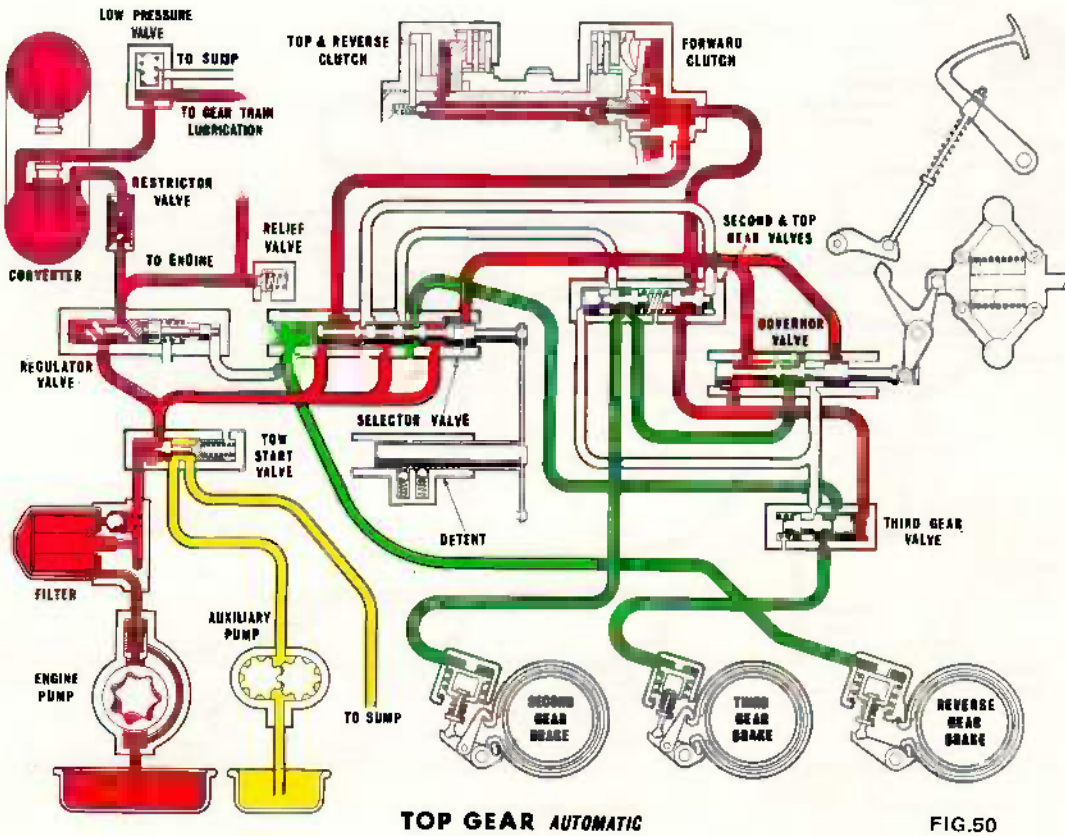 LOW PRESSURE
VALVE
TO SUMP
TO GEAR TRAIN
LUBRICATION
TOP & REVERSE
CLUTCH
FORWARD
CLUTCH
RESTRICTOR
VALVE
RELIEF
VALVE
SECOND & TOP
GEAR VALVES
CONVERTER
TO ENGINE
GOVERNOR
VALVE
REGULATOR
VALVE
SELECTOR VALVE
TOW
START
VALVE
DETENT
THIRD GEAR
VALVE
FILTER
AUXILIARY
PUMP
ENGINE
PUMP
TO SUMP
SECOND
GEAR
BRAKE
THIRD
GEAR
BRAKE
REVERSE
GEAR
BRAKE
TOP GEAR AUTOMATIC
FIG.50